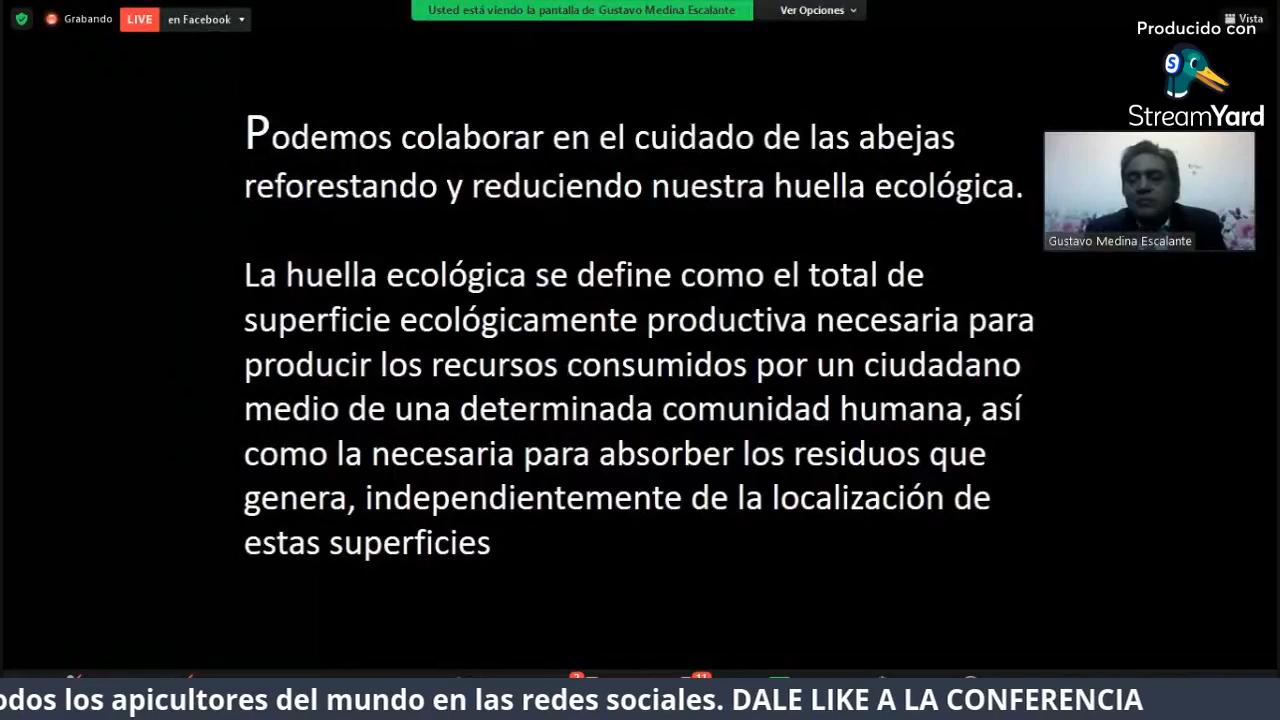 Grabando
LIVE en Facebook
Usted está viendo la pantalla de Gustavo Medina Escalante
Ver Opciones
Vista
Producido con
S
StreamYard
Podemos colaborar en el cuidado de las abejas
reforestando y reduciendo nuestra huella ecológica.
Gustavo Medina Escalante
La huella ecológica se define como el total de
superficie ecológicamente productiva necesaria para
producir los recursos consumidos por un ciudadano
medio de una determinada comunidad humana, así
como la necesaria para absorber los residuos que
genera, independientemente de la localización de
estas superficies
odos los apicultores del mundo en las redes sociales. DALE LIKE A LA CONFERENCIA